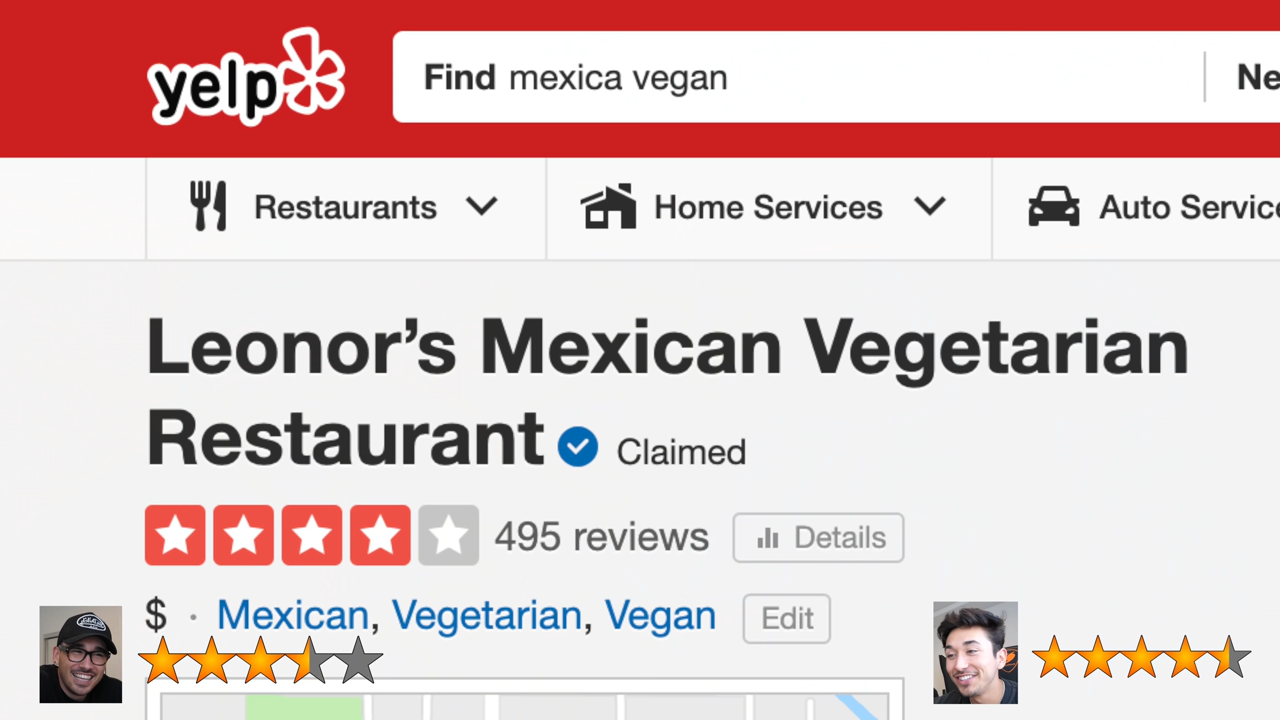 yelp
Find mexica vegan
Ne
Restaurants
Home Services
Auto Service
Leonor’s Mexican Vegetarian
Restaurant
Claimed
495 reviews
Details
$ · Mexican, Vegetarian, Vegan
Edit